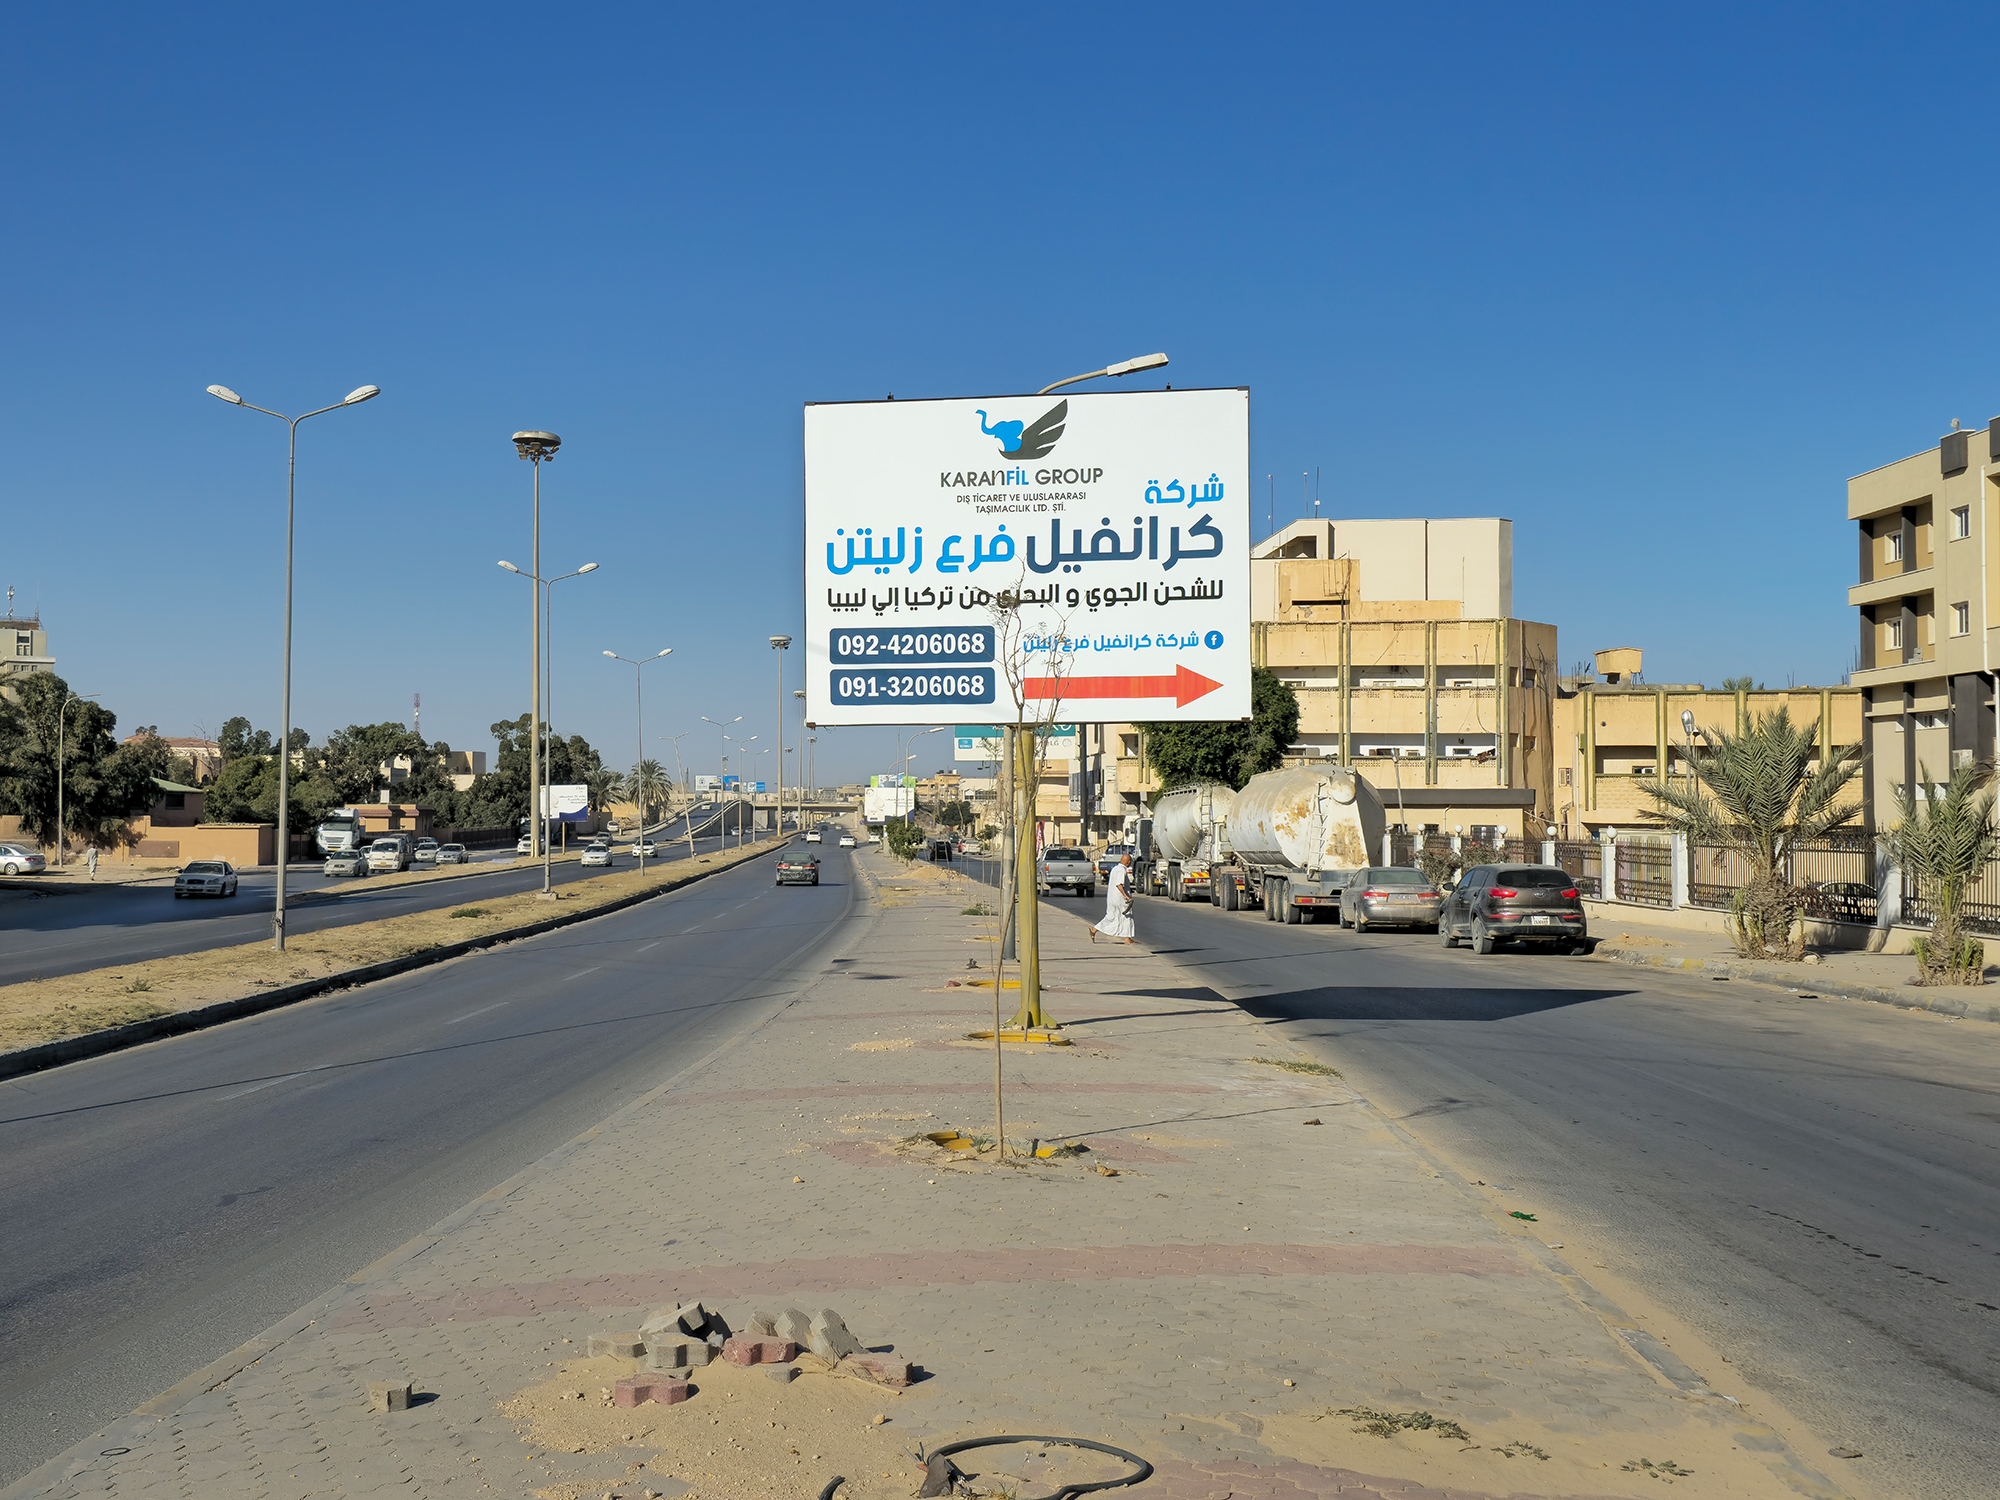 KARANFİL GROUP
DIŞ TİCARET VE ULUSLARARASI
TAŞIMACILIK LTD. ŞTİ.
شركة
كرانفيل فرع زليتن
للشحن الجوي و البحري من تركيا إلي ليبيا
شركة كرانفيل فرع زليتن
092-4206068
091-3206068